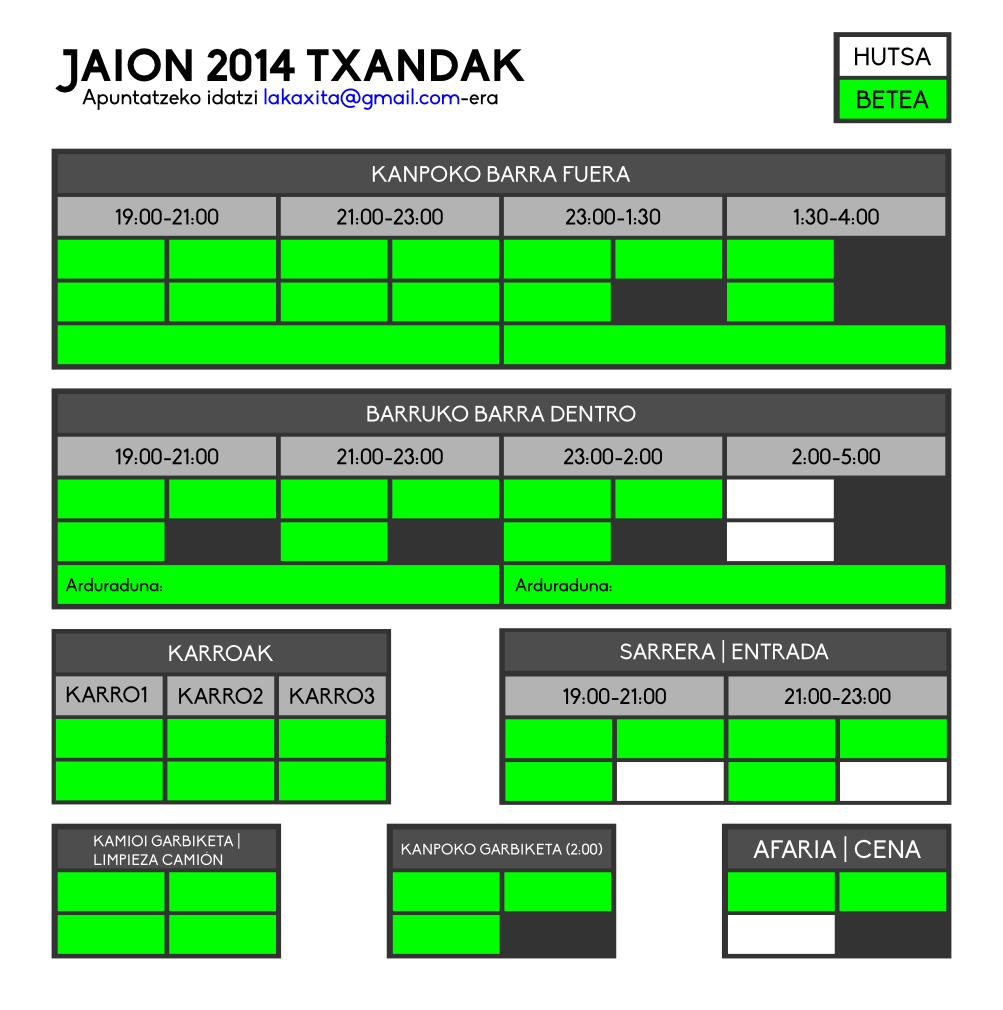 JAION 2014 TXANDAK
Apuntatzeko idatzi lakaxita@gmail.com-era
HUTSA
BETEA
KANPOKO BARRA FUERA
19:00-21:00 21:00-23:00 23:00-1:30 1:30-4:00
BARRUKO BARRA DENTRO
19:00-21:00 21:00-23:00 23:00-2:00 2:00-5:00
Arduraduna: Arduraduna:
KARROAK
KARRO1 KARRO2 KARRO3
SARRERA | ENTRADA
19:00-21:00 21:00-23:00
KAMIOI GARBIKETA |
LIMPIEZA CAMIÓN
KANPOKO GARBIKETA (2:00)
AFARIA | CENA